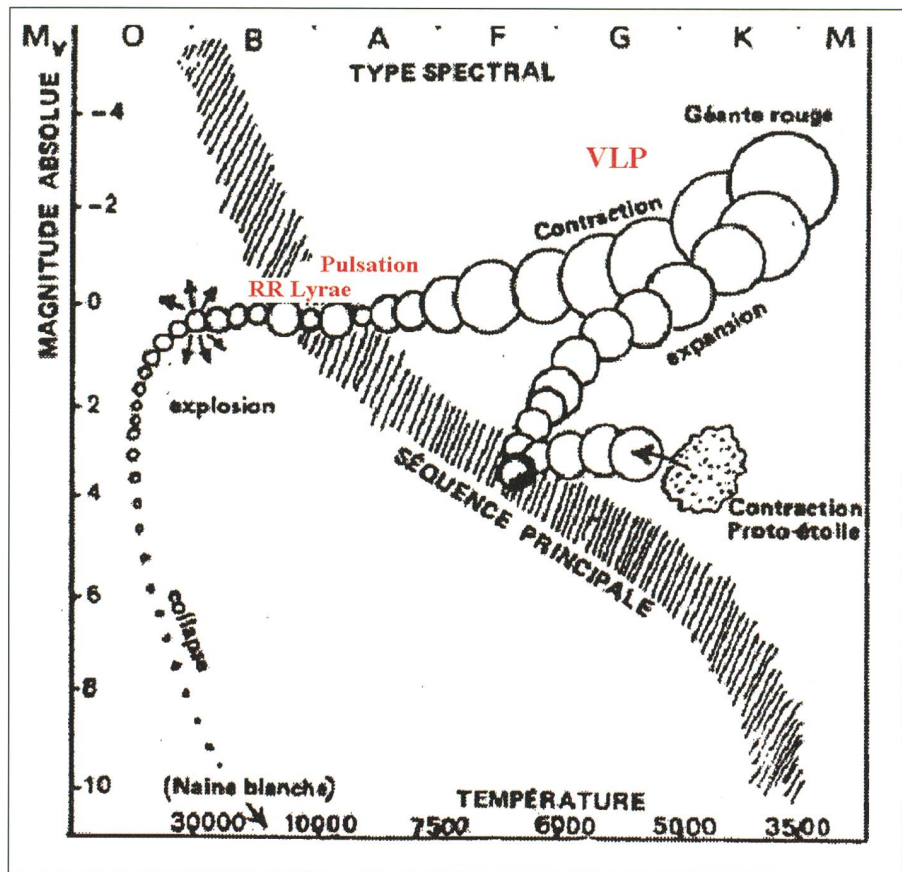 Mv O B A F G K M
TYPE SPECTRAL
MAGNITUDE ABSOLUE
-4
-2
0
2
4
6
8
10
Géante rouge
VLP
Contraction
Pulsation
RR Lyrae
expansion
explosion
SÉQUENCE PRINCIPALE
Contraction
Proto-étoile
collapse
(Naine blanche)
TEMPÉRATURE
30000 10000 7500 6000 5000 3500